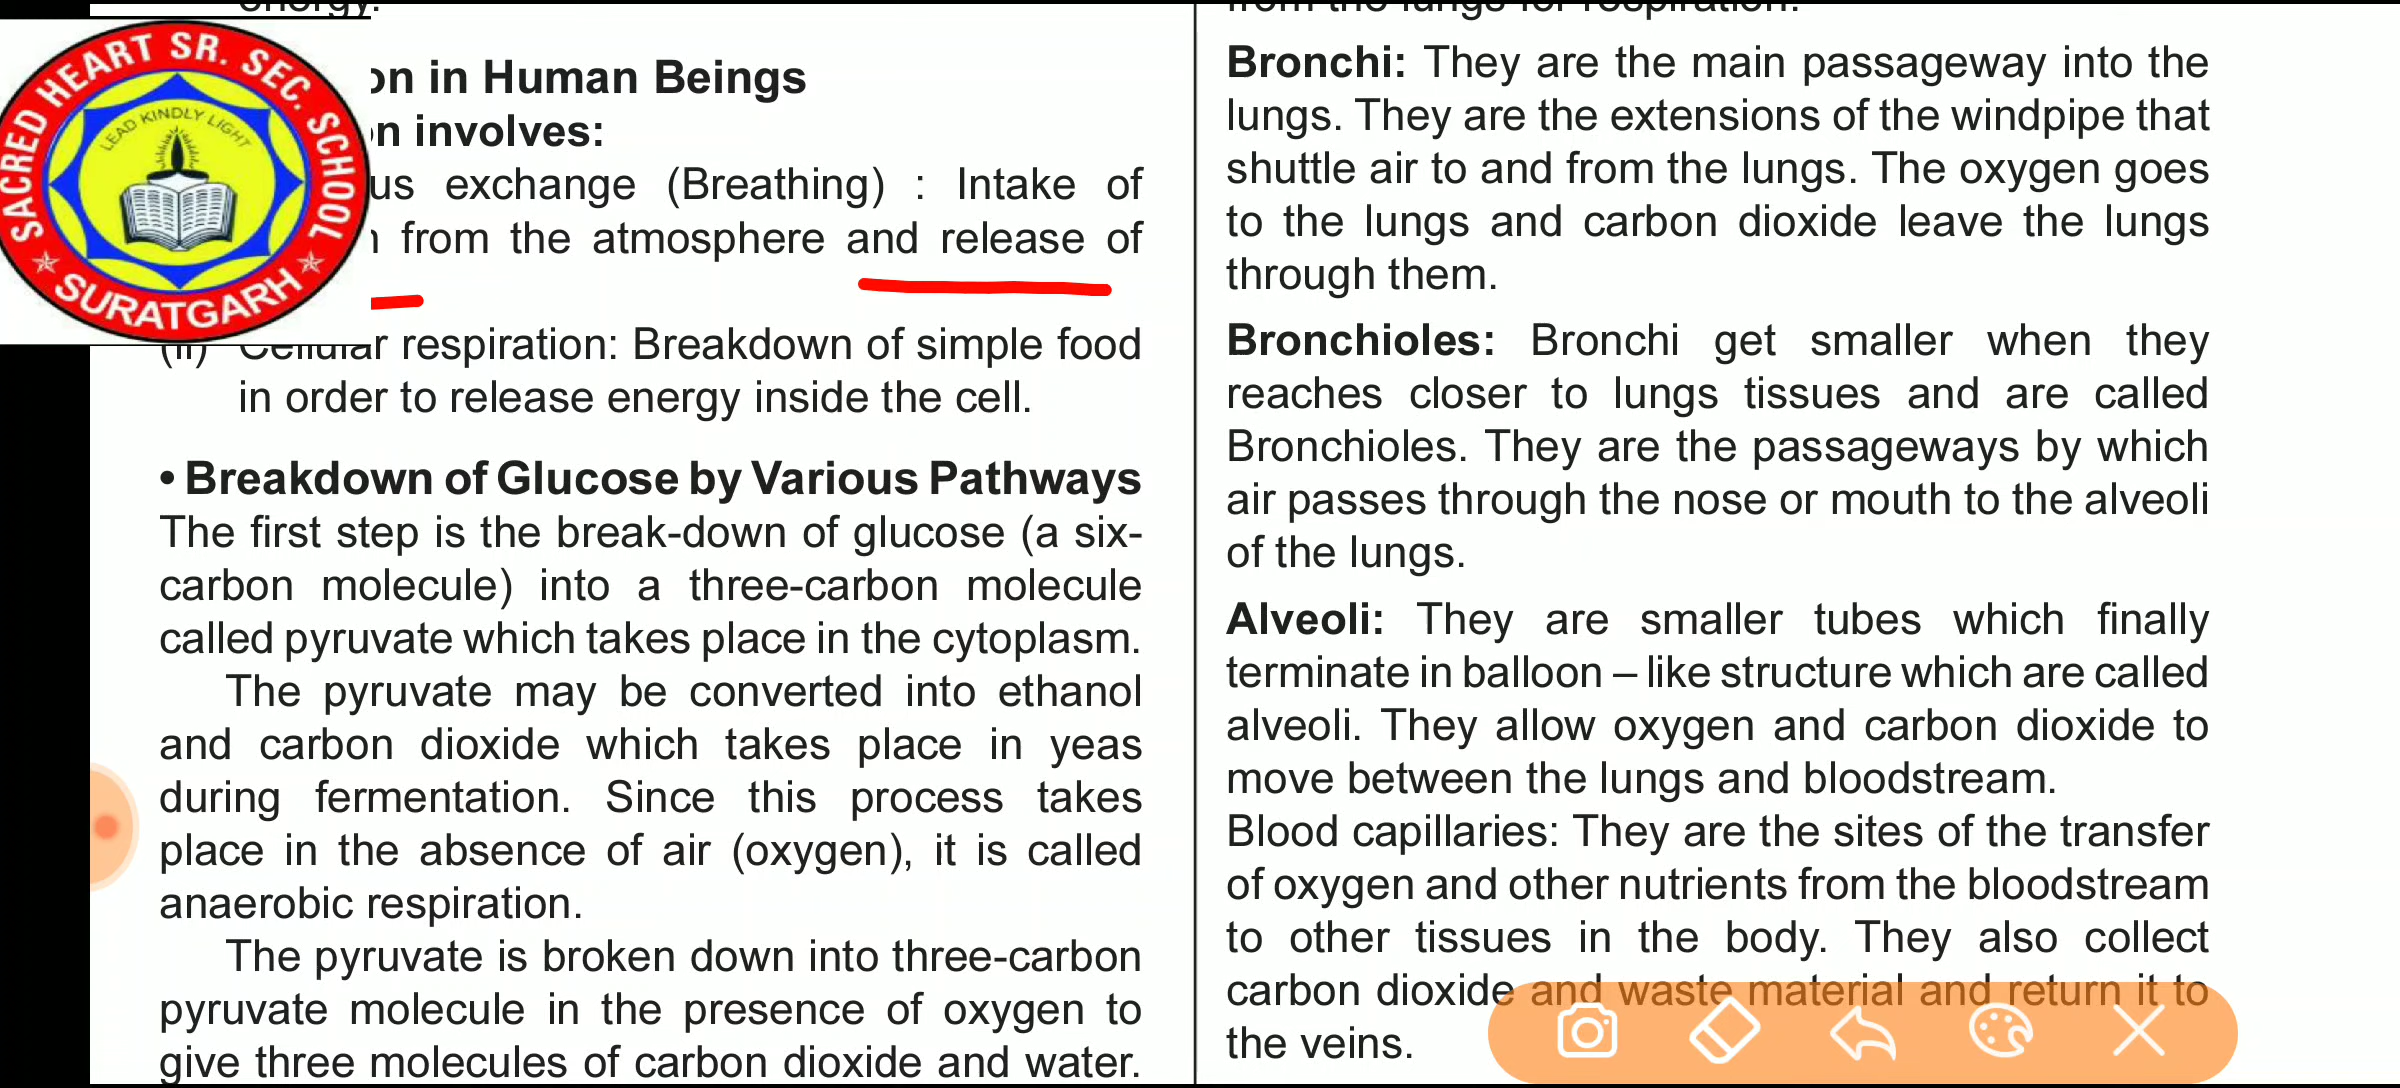 SACRED HEART SR. SEC. SCHOOL
SURATGARH
LEAD KINDLY LIGHT
energy.
on in Human Beings
on involves:
us exchange (Breathing) : Intake of
from the atmosphere and release of
(ii) Cellular respiration: Breakdown of simple food
in order to release energy inside the cell.
• Breakdown of Glucose by Various Pathways
The first step is the break-down of glucose (a six-
carbon molecule) into a three-carbon molecule
called pyruvate which takes place in the cytoplasm.
The pyruvate may be converted into ethanol
and carbon dioxide which takes place in yeas
during fermentation. Since this process takes
place in the absence of air (oxygen), it is called
anaerobic respiration.
The pyruvate is broken down into three-carbon
pyruvate molecule in the presence of oxygen to
give three molecules of carbon dioxide and water.
from the lungs for respiration.
Bronchi: They are the main passageway into the
lungs. They are the extensions of the windpipe that
shuttle air to and from the lungs. The oxygen goes
to the lungs and carbon dioxide leave the lungs
through them.
Bronchioles: Bronchi get smaller when they
reaches closer to lungs tissues and are called
Bronchioles. They are the passageways by which
air passes through the nose or mouth to the alveoli
of the lungs.
Alveoli: They are smaller tubes which finally
terminate in balloon – like structure which are called
alveoli. They allow oxygen and carbon dioxide to
move between the lungs and bloodstream.
Blood capillaries: They are the sites of the transfer
of oxygen and other nutrients from the bloodstream
to other tissues in the body. They also collect
carbon dioxide and waste material and return it to
the veins.